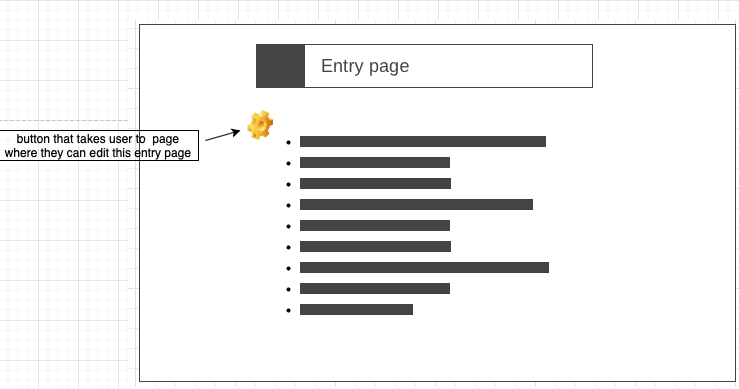 Entry page
button that takes user to page
where they can edit this entry page